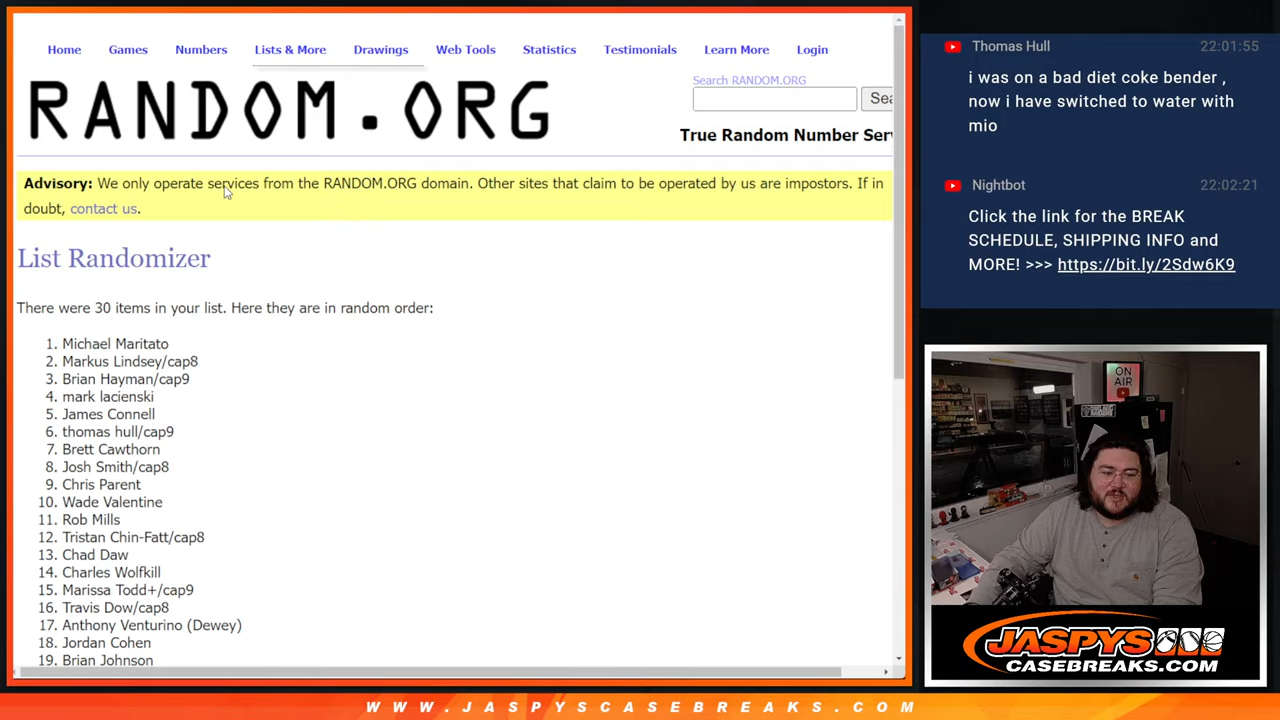 Home Games Numbers Lists & More Drawings Web Tools Statistics Testimonials Learn More Login
RANDOM.ORG
Search RANDOM.ORG
Sea
True Random Number Ser
Advisory: We only operate services from the RANDOM.ORG domain. Other sites that claim to be operated by us are impostors. If in
doubt, contact us.
List Randomizer
There were 30 items in your list. Here they are in random order:
1. Michael Maritato
2. Markus Lindsey/cap8
3. Brian Hayman/cap9
4. mark lacienski
5. James Connell
6. thomas hull/cap9
7. Brett Cawthorn
8. Josh Smith/cap8
9. Chris Parent
10. Wade Valentine
11. Rob Mills
12. Tristan Chin-Fatt/cap8
13. Chad Daw
14. Charles Wolfkill
15. Marissa Todd+/cap9
16. Travis Dow/cap8
17. Anthony Venturino (Dewey)
18. Jordan Cohen
19. Brian Johnson
Thomas Hull 22:01:55
i was on a bad diet coke bender ,
now i have switched to water with
mio
Nightbot 22:02:21
Click the link for the BREAK
SCHEDULE, SHIPPING INFO and
MORE! >>> https://bit.ly/2Sdw6K9
ON
AIR
JASPYS
CASEBREAKS.COM
WWW.JASPYSCASEBREAKS.COM